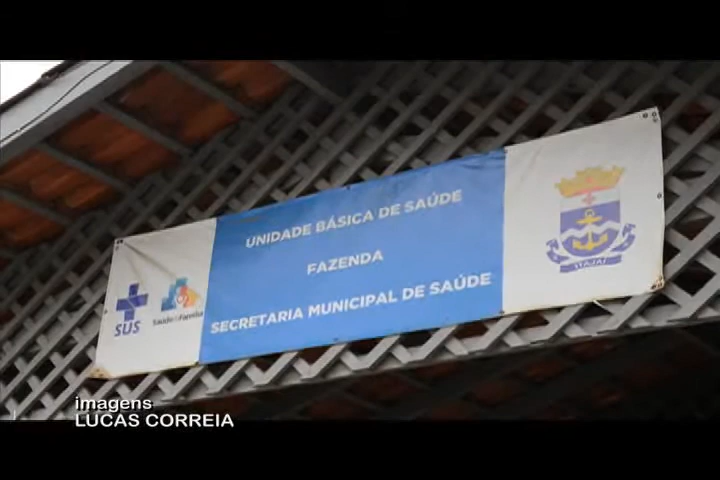 UNIDADE BÁSICA DE SAÚDE
FAZENDA
SECRETARIA MUNICIPAL DE SAÚDE
SUS
Saúde da Família
ITAJAÍ
imagens
LUCAS CORREIA